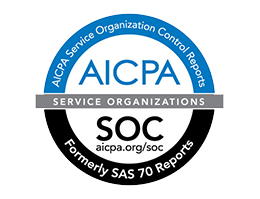 AICPA Service Organization Control Reports
AICPA
SERVICE ORGANIZATIONS
SOC
aicpa.org/soc
Formerly SAS 70 Reports